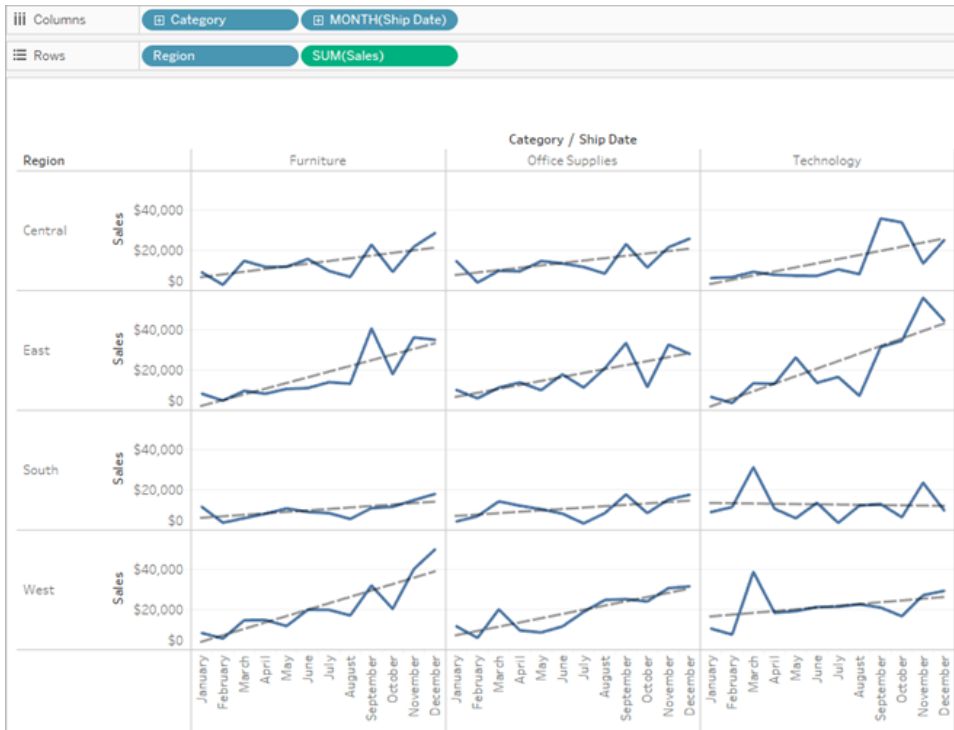 Columns Category MONTH(Ship Date)
Rows Region SUM(Sales)
Category / Ship Date
Region Furniture Office Supplies Technology
Central Sales $40,000
$20,000
$0
East Sales $40,000
$20,000
$0
South Sales $40,000
$20,000
$0
West Sales $40,000
$20,000
$0
January February March April May June July August September October November December January February March April May June July August September October November December January February March April May June July August September October November December